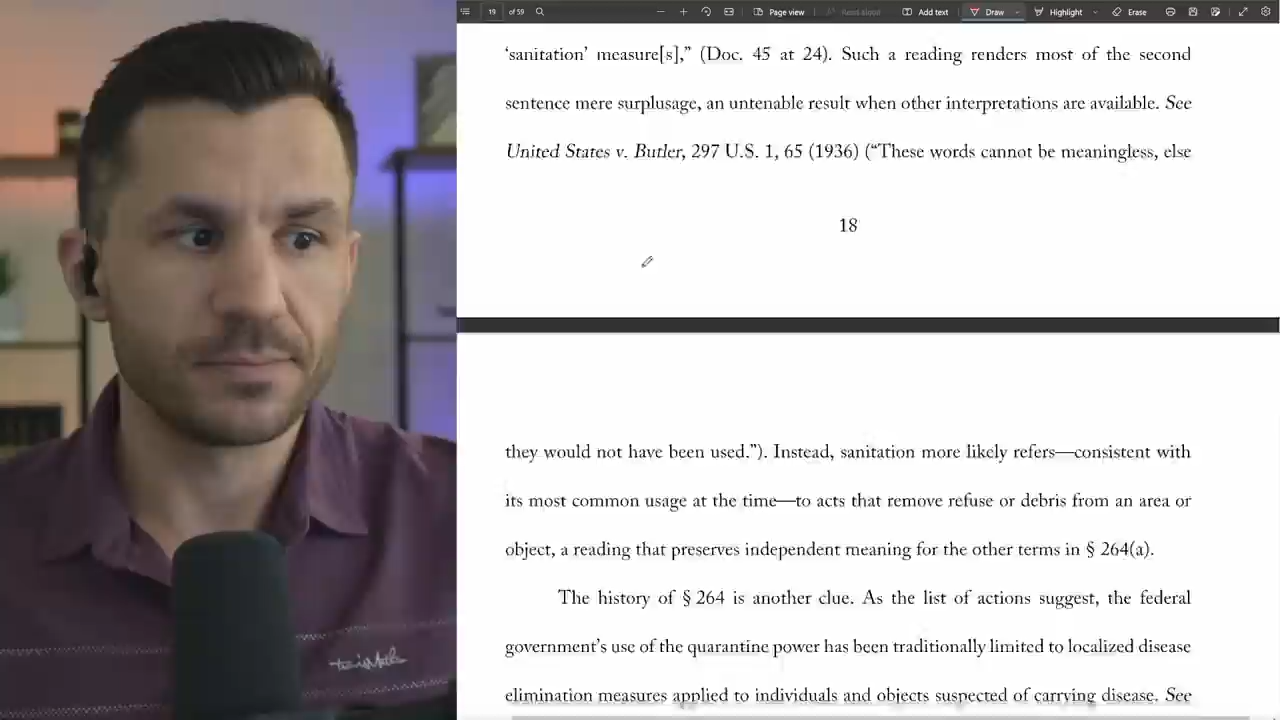 19 of 59 Page view Read aloud Add text Draw Highlight Erase
‘sanitation’ measure[s],” (Doc. 45 at 24). Such a reading renders most of the second
sentence mere surplusage, an untenable result when other interpretations are available. See
United States v. Butler, 297 U.S. 1, 65 (1936) (“These words cannot be meaningless, else
18
they would not have been used.”). Instead, sanitation more likely refers—consistent with
its most common usage at the time—to acts that remove refuse or debris from an area or
object, a reading that preserves independent meaning for the other terms in § 264(a).
The history of § 264 is another clue. As the list of actions suggest, the federal
government’s use of the quarantine power has been traditionally limited to localized disease
elimination measures applied to individuals and objects suspected of carrying disease. See